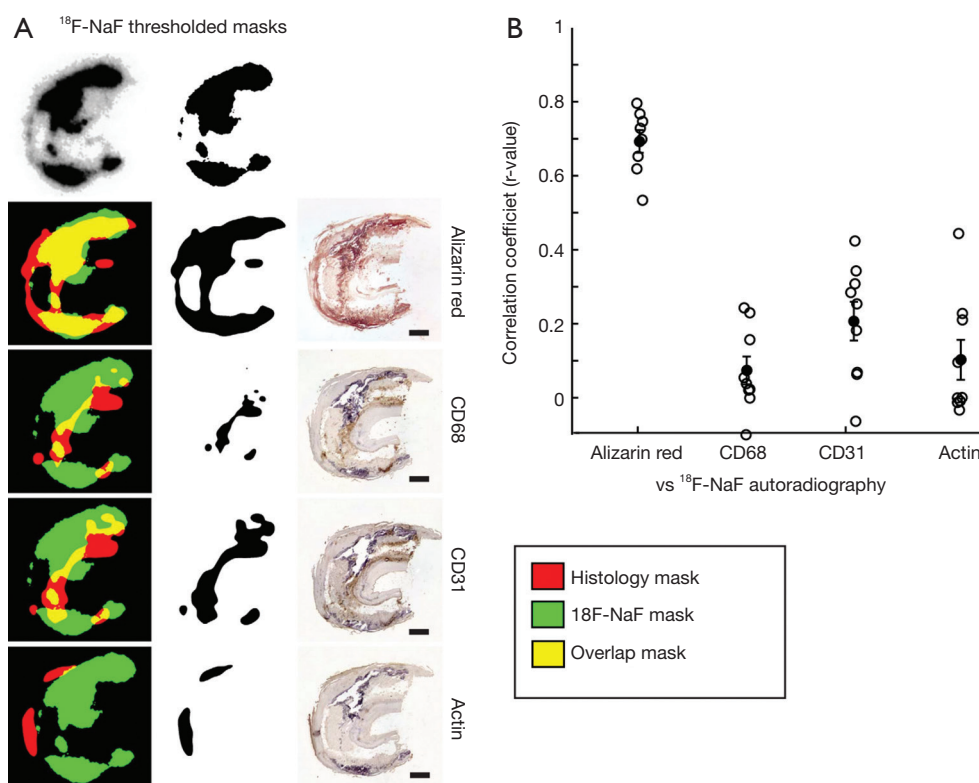 A
¹⁸F-NaF thresholded masks
Alizarin red
CD68
CD31
Actin
B
Correlation coefficiet (r-value)
1
0.8
0.6
0.4
0.2
0
Alizarin red CD68 CD31 Actin
vs ¹⁸F-NaF autoradiography
Histology mask
18F-NaF mask
Overlap mask